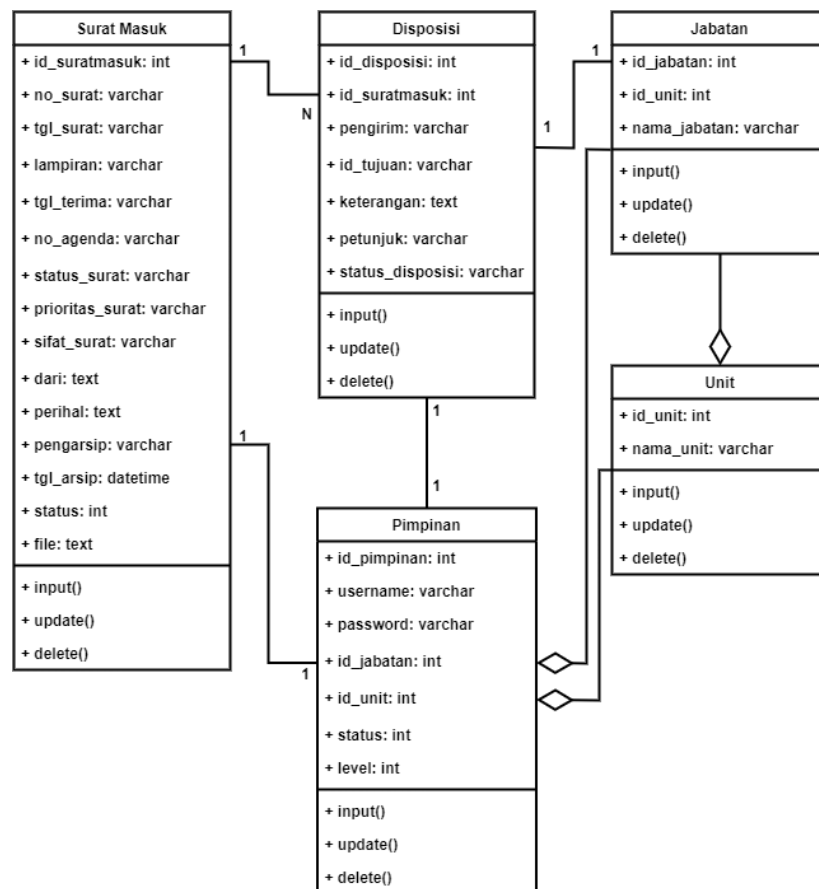 Surat Masuk
+ id_suratmasuk: int
+ no_surat: varchar
+ tgl_surat: varchar
+ lampiran: varchar
+ tgl_terima: varchar
+ no_agenda: varchar
+ status_surat: varchar
+ prioritas_surat: varchar
+ sifat_surat: varchar
+ dari: text
+ perihal: text
+ pengarsip: varchar
+ tgl_arsip: datetime
+ status: int
+ file: text
+ input()
+ update()
+ delete()
1
N
1
1
Disposisi
+ id_disposisi: int
+ id_suratmasuk: int
+ pengirim: varchar
+ id_tujuan: varchar
+ keterangan: text
+ petunjuk: varchar
+ status_disposisi: varchar
+ input()
+ update()
+ delete()
1
1
1
1
Jabatan
+ id_jabatan: int
+ id_unit: int
+ nama_jabatan: varchar
+ input()
+ update()
+ delete()
Unit
+ id_unit: int
+ nama_unit: varchar
+ input()
+ update()
+ delete()
Pimpinan
+ id_pimpinan: int
+ username: varchar
+ password: varchar
+ id_jabatan: int
+ id_unit: int
+ status: int
+ level: int
+ input()
+ update()
+ delete()